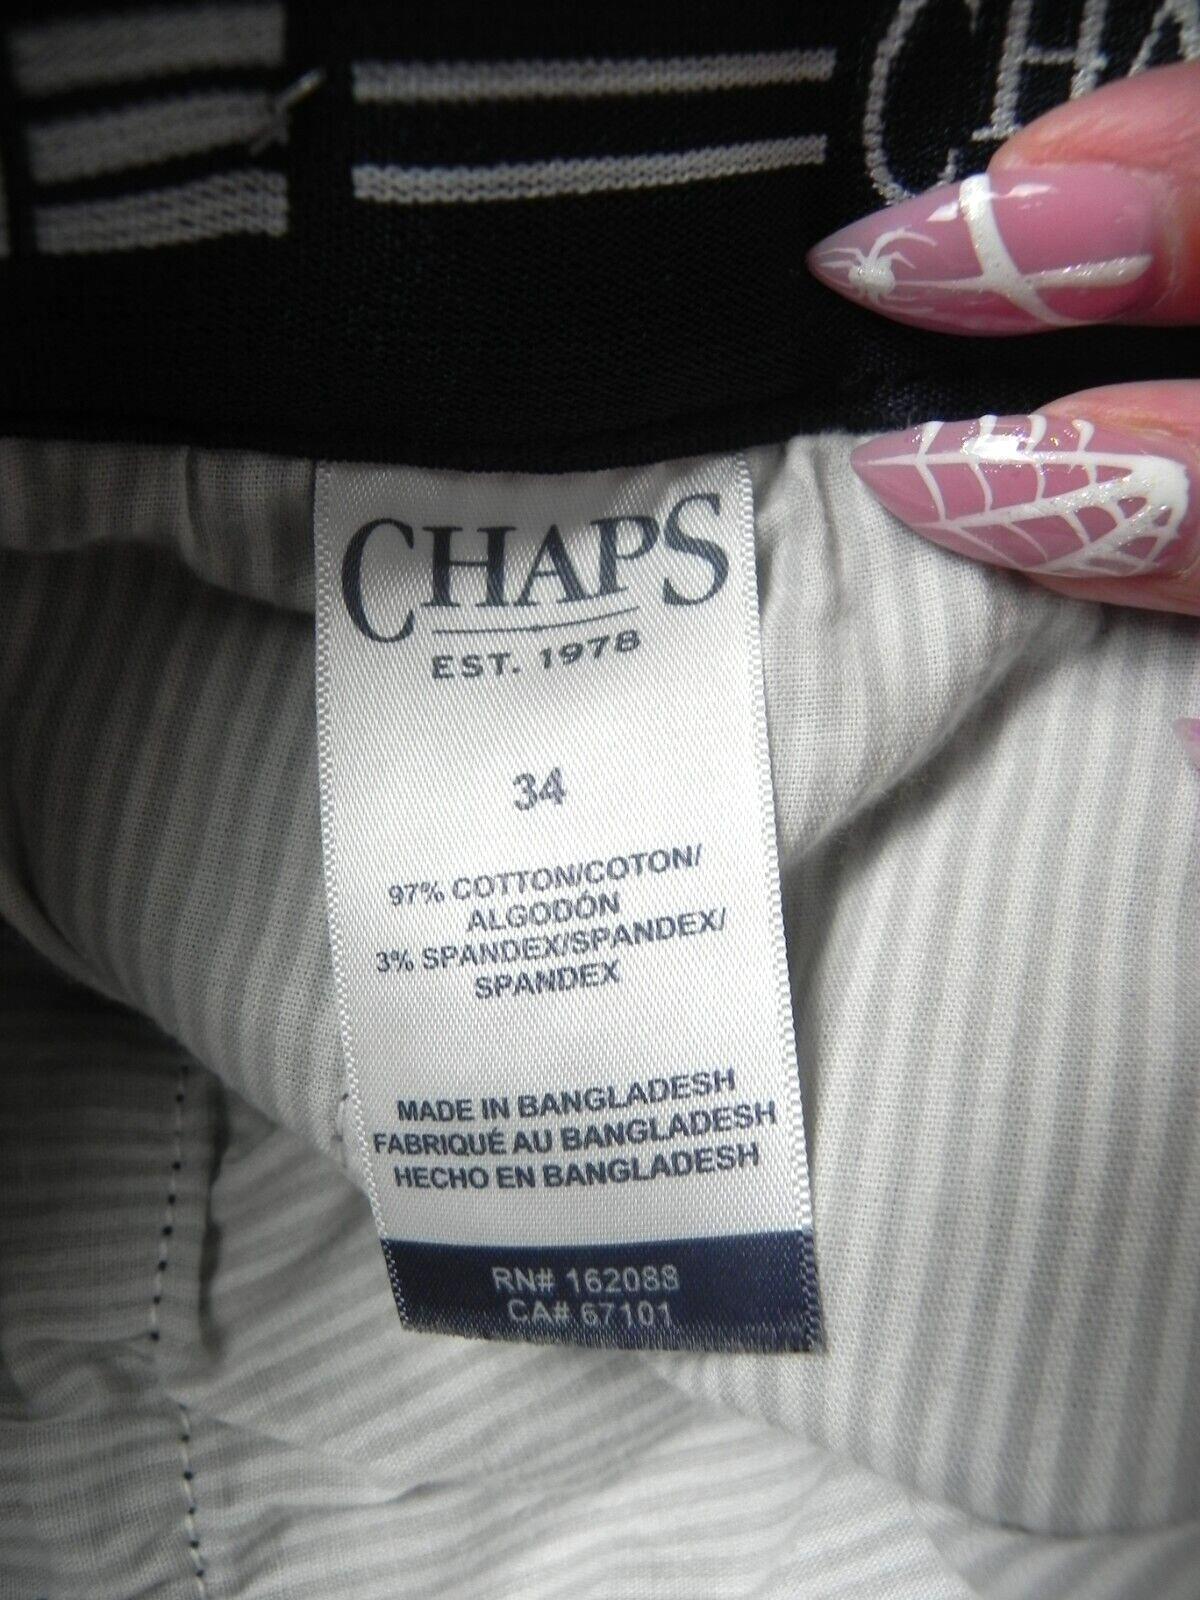 CHA
CHAPS
EST. 1978
34
97% COTTON/COTON/
ALGODÓN
3% SPANDEX/SPANDEX/
SPANDEX
MADE IN BANGLADESH
FABRIQUÉ AU BANGLADESH
HECHO EN BANGLADESH
RN# 162088
CA# 67101